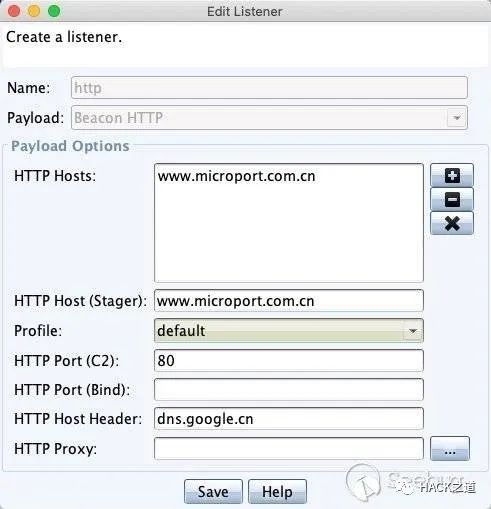 Edit Listener
Create a listener.
Name: http
Payload: Beacon HTTP
Payload Options
HTTP Hosts: www.microport.com.cn
HTTP Host (Stager): www.microport.com.cn
Profile: default
HTTP Port (C2): 80
HTTP Port (Bind):
HTTP Host Header: dns.google.cn
HTTP Proxy:
...
Save Help
Seebug
HACK之道